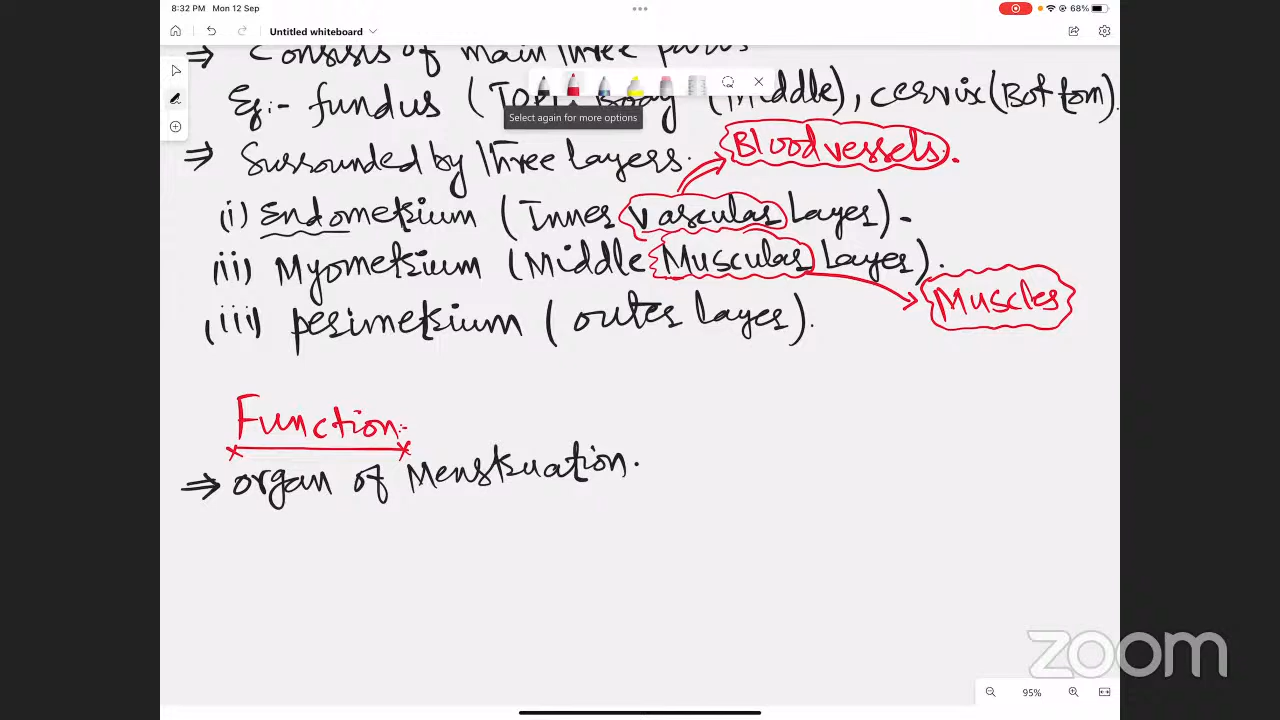 8:32 PM Mon 12 Sep
68%
Untitled whiteboard
⇒ Consists of main three parts
Eg:- fundus (Top), Body (Middle), cervix (Bottom).
Select again for more options
⇒ Surrounded by three layers.
Blood vessels.
(i) Endometrium (Inner vascular Layer).
(ii) Myometrium (Middle Muscular Layer).
Muscles
(iii) perimetrium (outer layer).
Function:-
⇒ organ of Menstruation.
zoom
95%